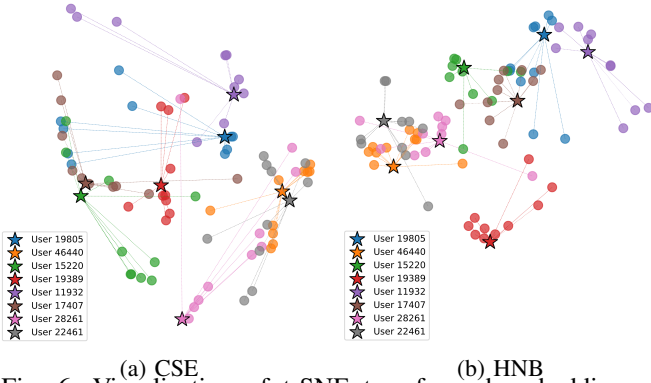 User 19805
User 46440
User 15220
User 19389
User 11932
User 17407
User 28261
User 22461
User 19805
User 46440
User 15220
User 19389
User 11932
User 17407
User 28261
User 22461
(a) CSE
(b) HNB